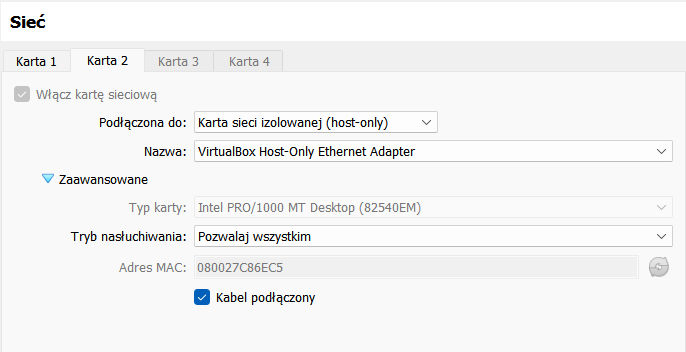 Sieć
Karta 1 Karta 2 Karta 3 Karta 4
Włącz kartę sieciową
Podłączona do: Karta sieci izolowanej (host-only)
Nazwa: VirtualBox Host-Only Ethernet Adapter
Zaawansowane
Typ karty: Intel PRO/1000 MT Desktop (82540EM)
Tryb nasłuchiwania: Pozwalaj wszystkim
Adres MAC: 080027C86EC5
Kabel podłączony